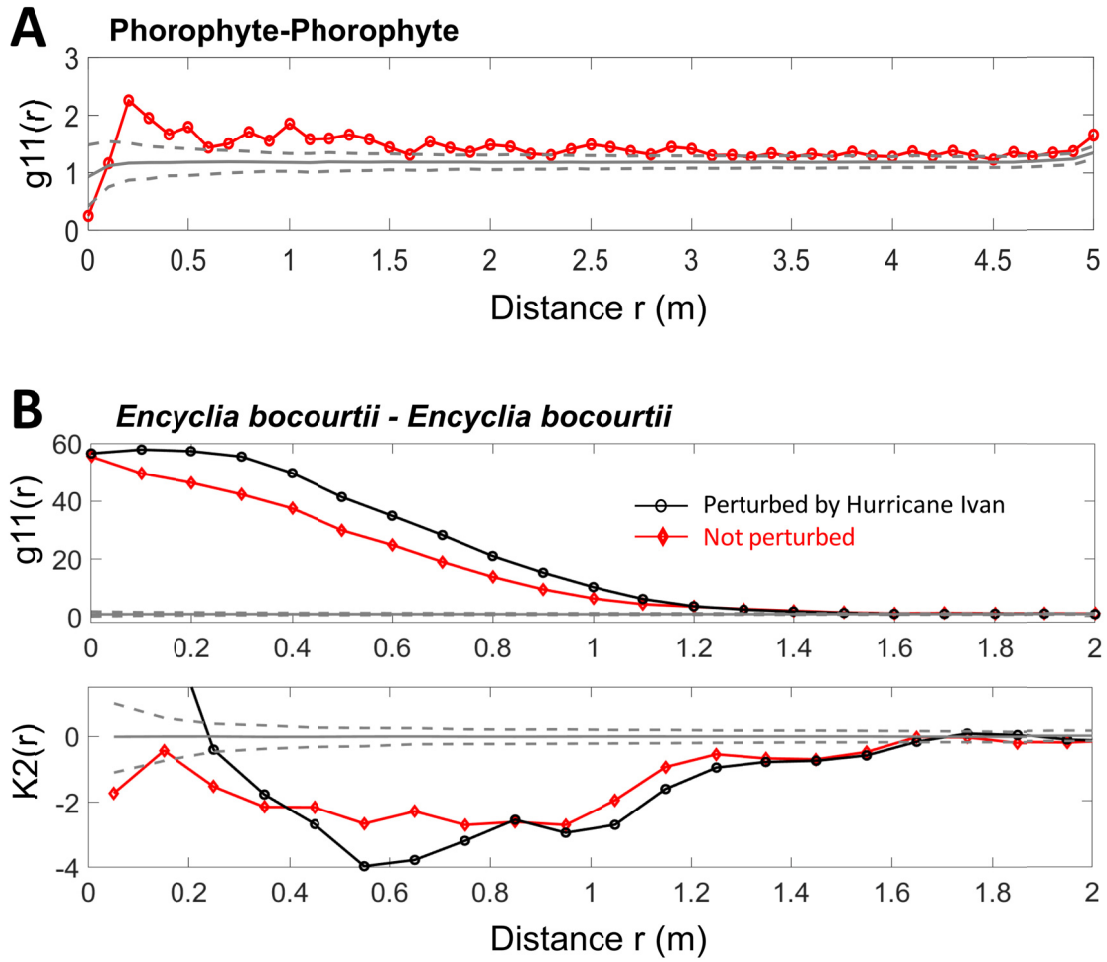 A
Phorophyte-Phorophyte
3
2
1
0
g11(r)
0 0.5 1 1.5 2 2.5 3 3.5 4 4.5 5
Distance r (m)
B
Encyclia bocourtii - Encyclia bocourtii
60
40
20
0
g11(r)
Perturbed by Hurricane Ivan
Not perturbed
0 0.2 0.4 0.6 0.8 1 1.2 1.4 1.6 1.8 2
0
-2
-4
K2(r)
0 0.2 0.4 0.6 0.8 1 1.2 1.4 1.6 1.8 2
Distance r (m)